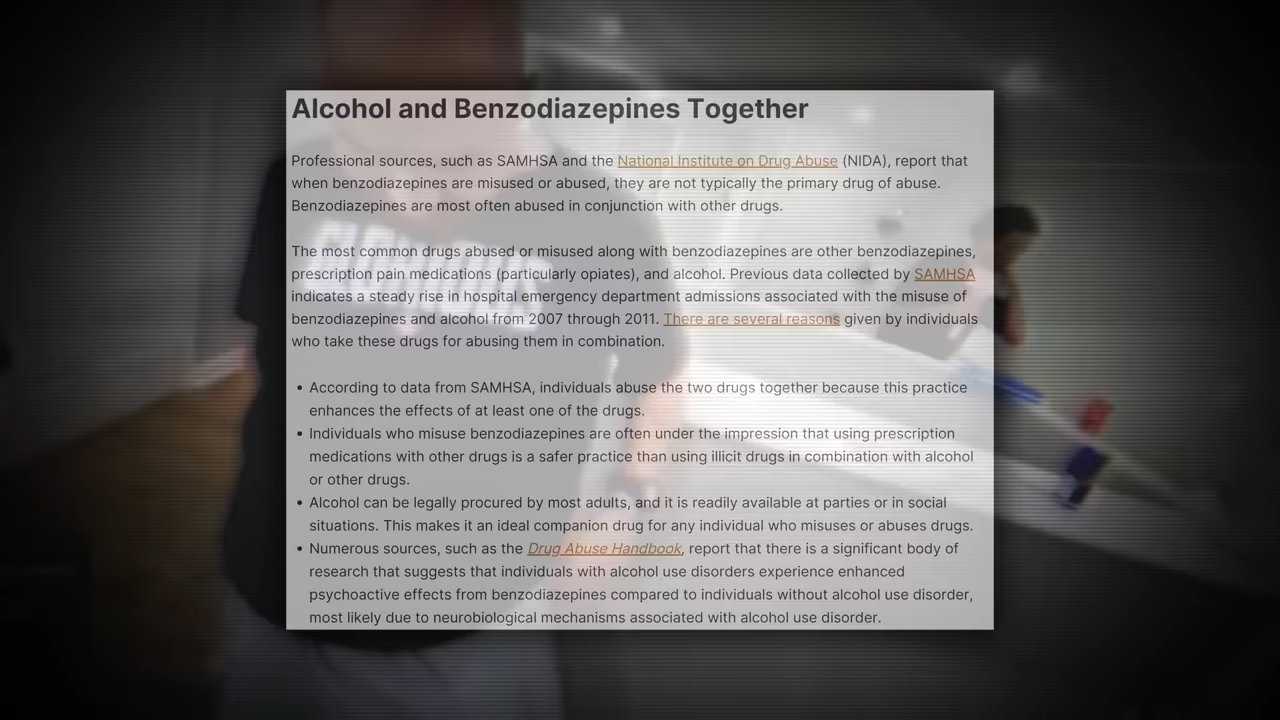 Alcohol and Benzodiazepines Together
Professional sources, such as SAMHSA and the National Institute on Drug Abuse (NIDA), report that
when benzodiazepines are misused or abused, they are not typically the primary drug of abuse.
Benzodiazepines are most often abused in conjunction with other drugs.
The most common drugs abused or misused along with benzodiazepines are other benzodiazepines,
prescription pain medications (particularly opiates), and alcohol. Previous data collected by SAMHSA
indicates a steady rise in hospital emergency department admissions associated with the misuse of
benzodiazepines and alcohol from 2007 through 2011. There are several reasons given by individuals
who take these drugs for abusing them in combination.
• According to data from SAMHSA, individuals abuse the two drugs together because this practice
enhances the effects of at least one of the drugs.
• Individuals who misuse benzodiazepines are often under the impression that using prescription
medications with other drugs is a safer practice than using illicit drugs in combination with alcohol
or other drugs.
• Alcohol can be legally procured by most adults, and it is readily available at parties or in social
situations. This makes it an ideal companion drug for any individual who misuses or abuses drugs.
• Numerous sources, such as the Drug Abuse Handbook, report that there is a significant body of
research that suggests that individuals with alcohol use disorders experience enhanced
psychoactive effects from benzodiazepines compared to individuals without alcohol use disorder,
most likely due to neurobiological mechanisms associated with alcohol use disorder.